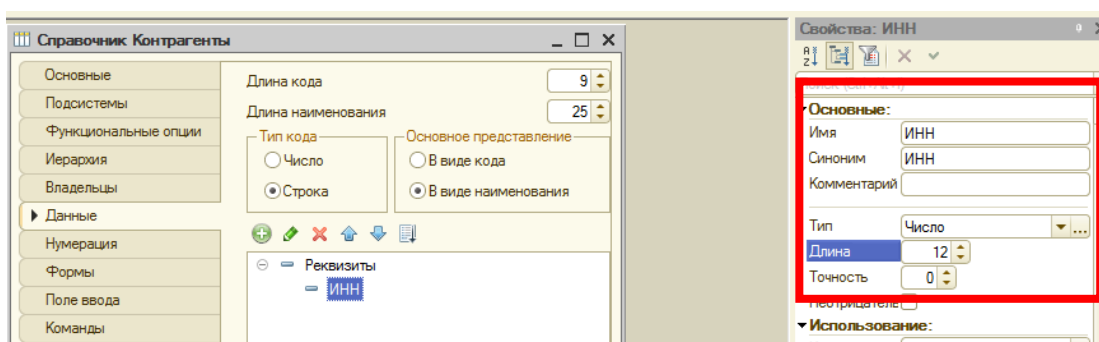 Справочник Контрагенты
Основные
Подсистемы
Функциональные опции
Иерархия
Владельцы
Данные
Нумерация
Формы
Поле ввода
Команды
Длина кода 9
Длина наименования 25
Тип кода
Число
Строка
Основное представление
В виде кода
В виде наименования
Реквизиты
ИНН
Свойства: ИНН
Основные:
Имя ИНН
Синоним ИНН
Комментарий
Тип Число
Длина 12
Точность 0
Использование: